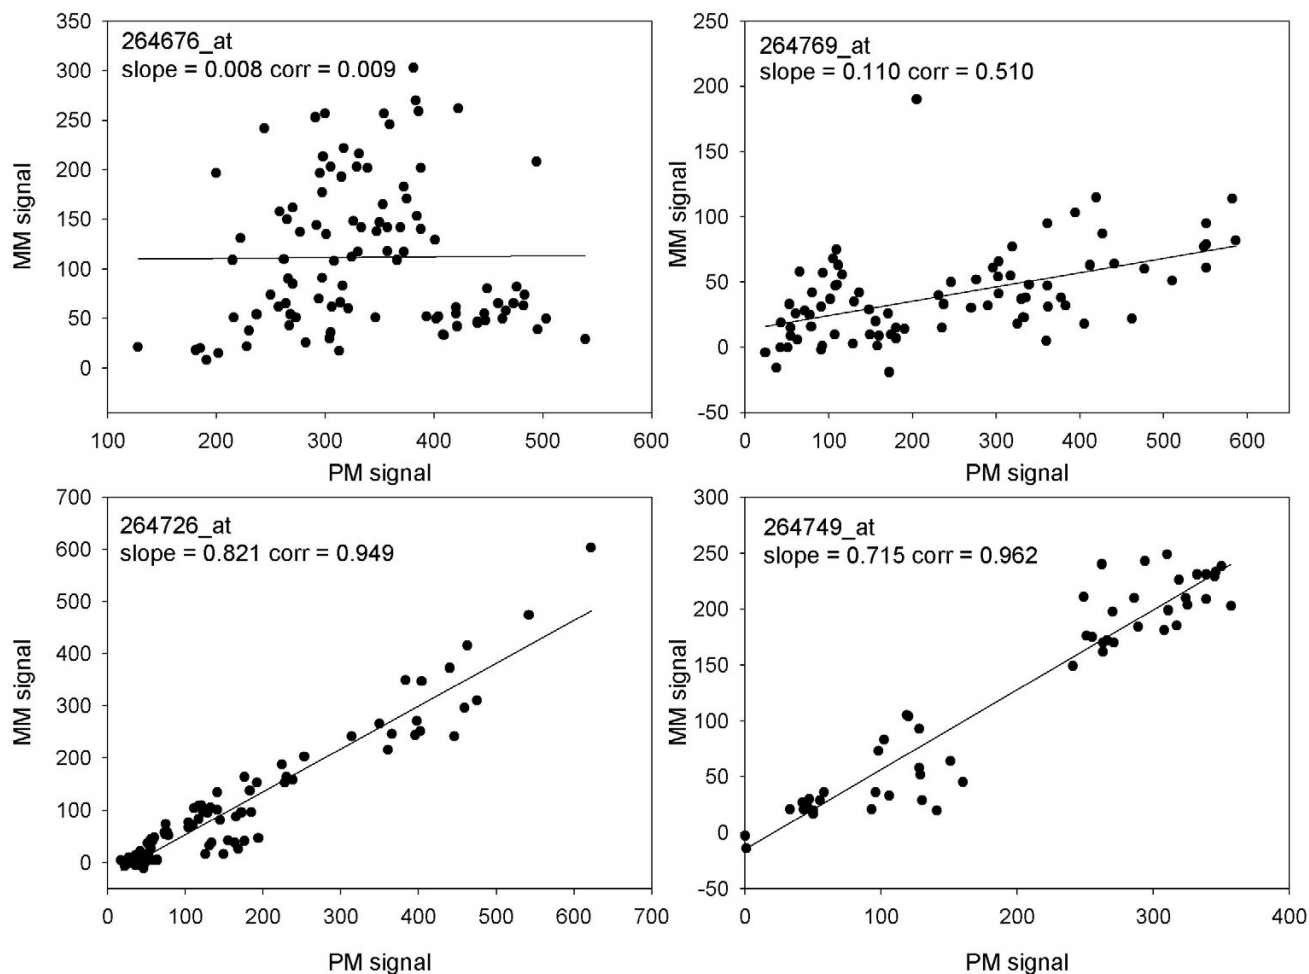 350
300
250
200
150
100
50
0
MM signal
264676_at
slope = 0.008 corr = 0.009
100 200 300 400 500 600
PM signal
250
200
150
100
50
0
-50
MM signal
264769_at
slope = 0.110 corr = 0.510
0 100 200 300 400 500 600
PM signal
700
600
500
400
300
200
100
0
MM signal
264726_at
slope = 0.821 corr = 0.949
0 100 200 300 400 500 600 700
PM signal
300
250
200
150
100
50
0
-50
MM signal
264749_at
slope = 0.715 corr = 0.962
0 100 200 300 400
PM signal